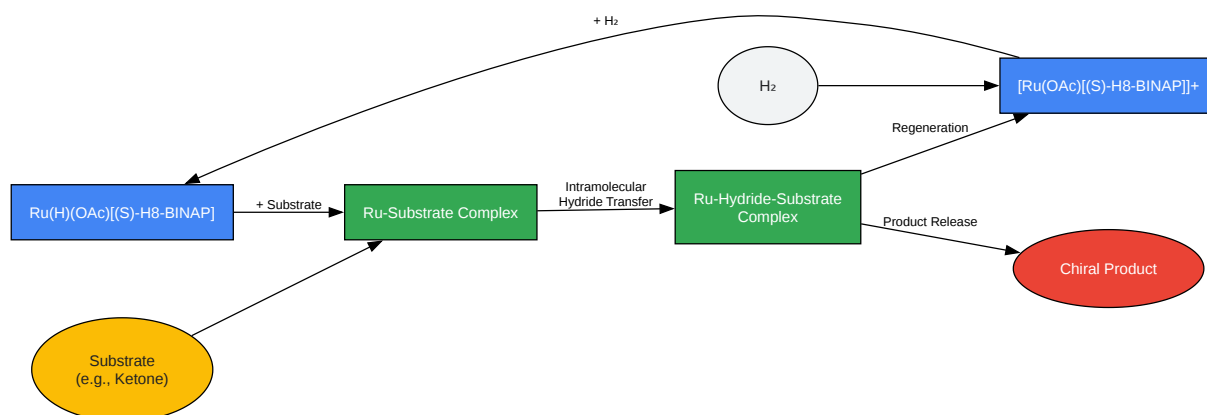 + H₂
H₂
[Ru(OAc)[(S)-H8-BINAP]]+
Regeneration
Ru(H)(OAc)[(S)-H8-BINAP]
+ Substrate
Ru-Substrate Complex
Intramolecular
Hydride Transfer
Ru-Hydride-Substrate
Complex
Product Release
Chiral Product
Substrate
(e.g., Ketone)